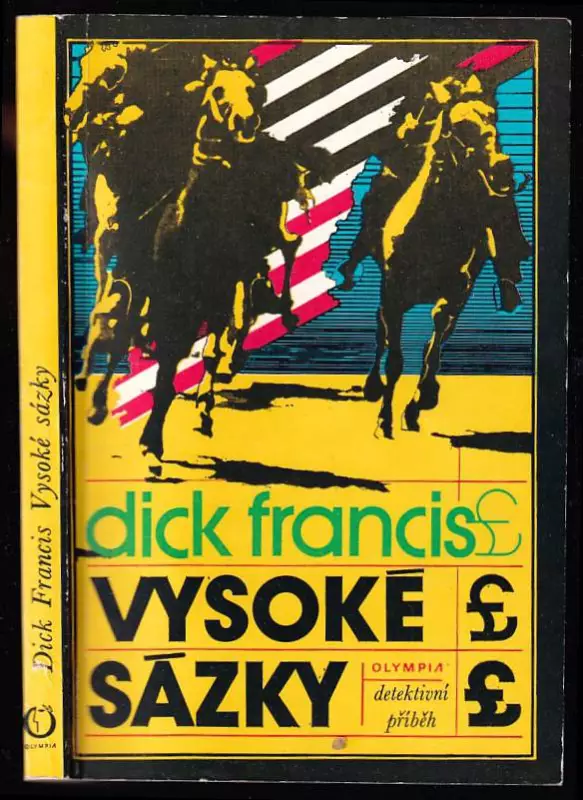 Dick Francis Vysoké sázky
OLYMPIA
dick francis £
VYSOKÉ £
SÁZKY £
OLYMPIA
detektivní
příběh